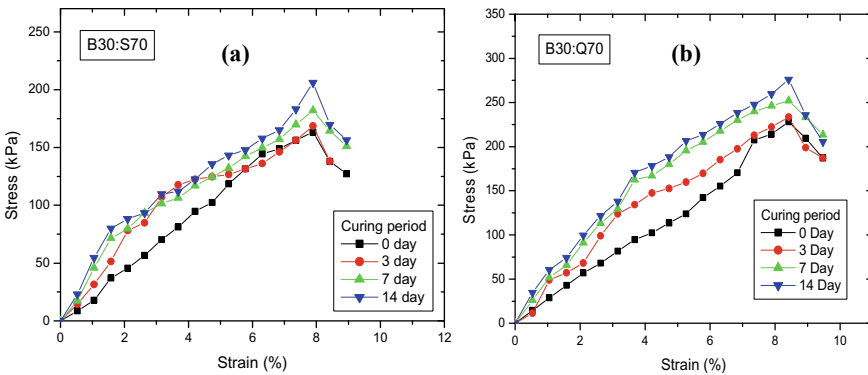 B30:S70
(a)
Stress (kPa)
250
200
150
100
50
0
0 2 4 6 8 10 12
Strain (%)
Curing period
0 day
3 day
7 day
14 day
B30:Q70
(b)
Stress (kPa)
350
300
250
200
150
100
50
0
0 2 4 6 8 10
Strain (%)
Curing period
0 Day
3 Day
7 Day
14 Day